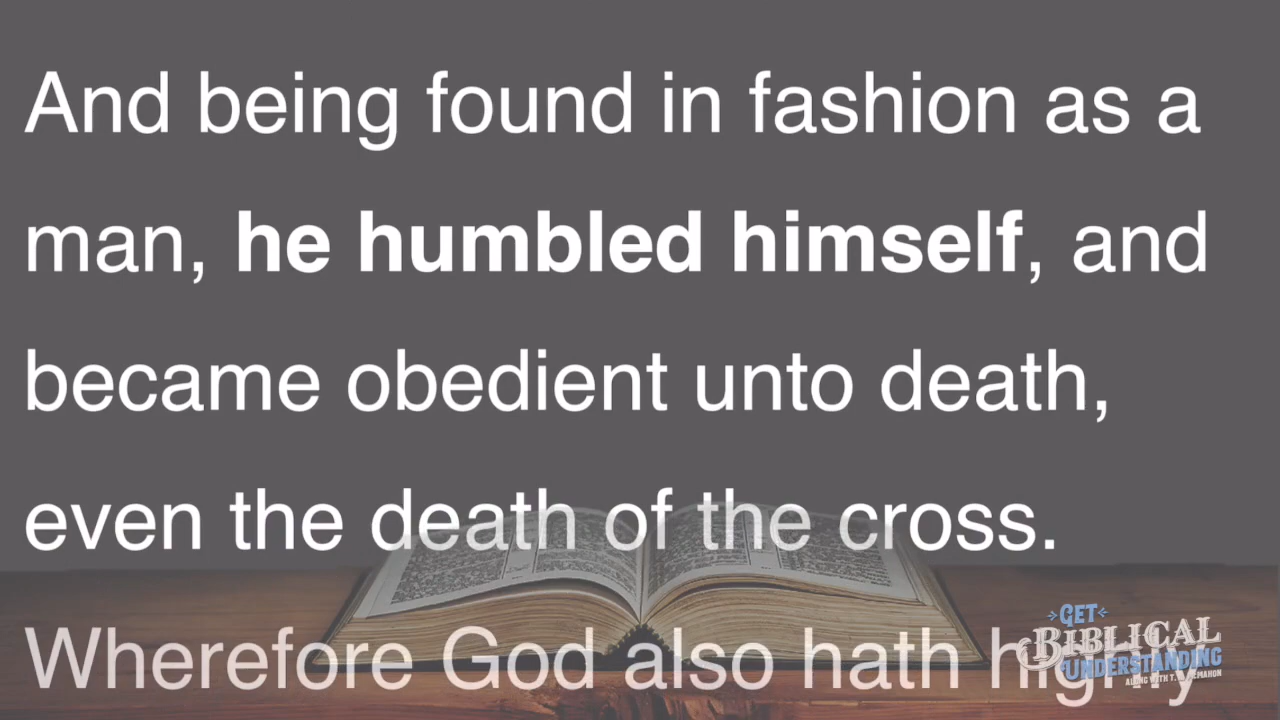 And being found in fashion as a
man, he humbled himself, and
became obedient unto death,
even the death of the cross.
Wherefore God also hath highly
GET
BIBLICAL
UNDERSTANDING
ALONG WITH T.